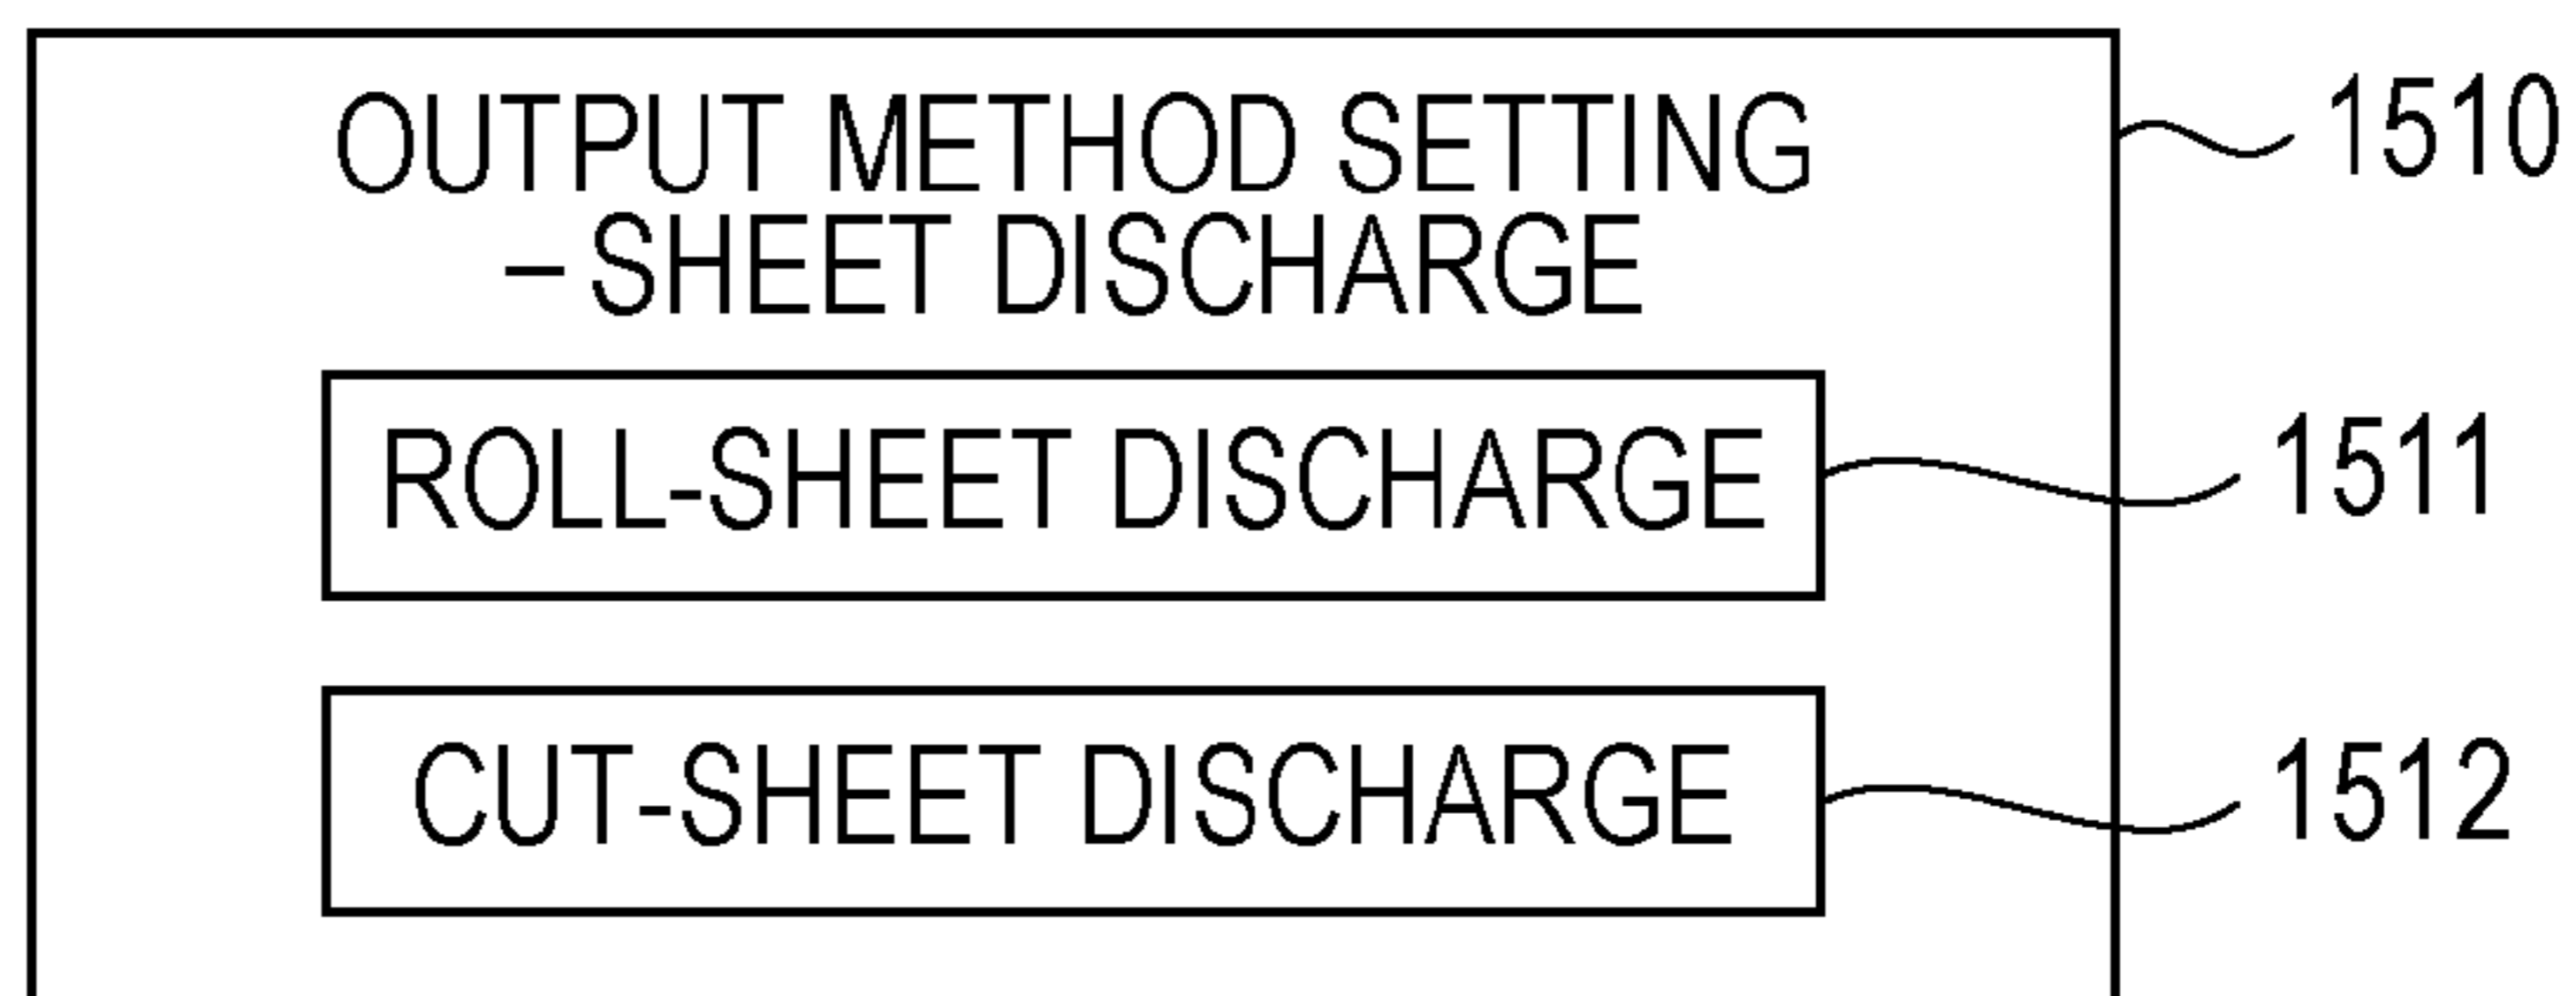 OUTPUT METHOD SETTING 1510
– SHEET DISCHARGE
ROLL-SHEET DISCHARGE 1511
CUT-SHEET DISCHARGE 1512